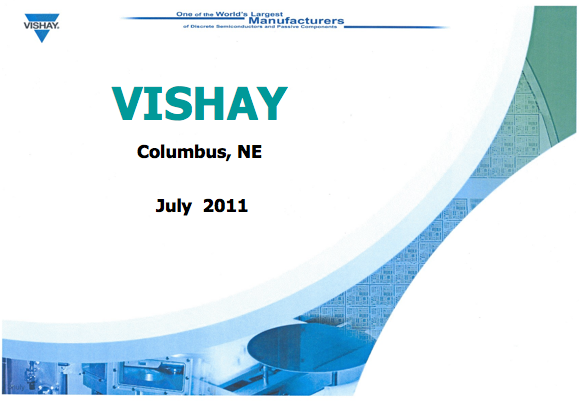 VISHAY.
One of the World's Largest
Manufacturers
of Discrete Semiconductors and Passive Components
VISHAY
Columbus, NE
July 2011